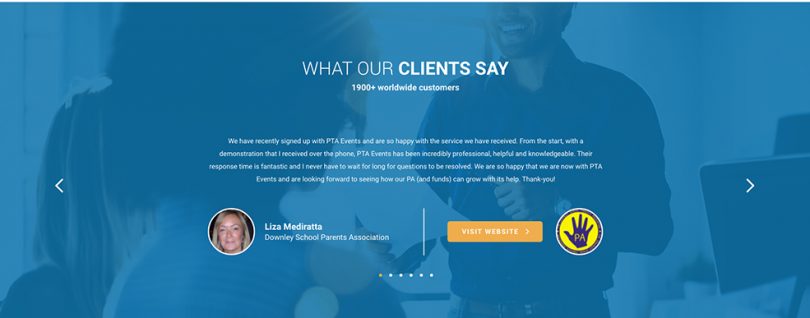 WHAT OUR CLIENTS SAY
1900+ worldwide customers
We have recently signed up with PTA Events and are so happy with the service we have received. From the start, with a
demonstration that I received over the phone, PTA Events has been incredibly professional, helpful and knowledgeable. Their
response time is fantastic and I never have to wait for long for questions to be resolved. We are so happy that we are now with PTA
Events and are looking forward to seeing how our PA (and funds) can grow with its help. Thank-you!
Liza Mediratta
Downley School Parents Association
VISIT WEBSITE
PA